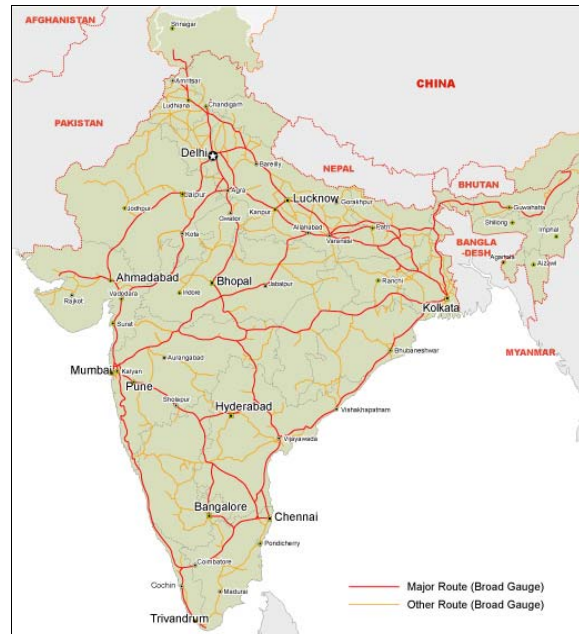 AFGHANISTAN
Srinagar
Amritsar
CHINA
Ludhiana
Chandigarh
PAKISTAN
Delhi
Bareilly
NEPAL
BHUTAN
Jaipur
Agra
Lucknow
Gorakhpur
Guwahati
Jodhpur
Gwalior
Kanpur
Shillong
Imphal
Kota
Allahabad
Varanasi
Patna
BANGLA
-DESH
Agartala
Aizawl
Ahmadabad
Bhopal
Jabalpur
Ranchi
Rajkot
Vadodara
Indore
Kolkata
Surat
MYANMAR
Bhubaneshwar
Aurangabad
Mumbai
Kalyan
Pune
Sholapur
Hyderabad
Vishakhapatnam
Vijayawada
Bangalore
Chennai
Pondicherry
Coimbatore
Cochin
Madurai
Major Route (Broad Gauge)
Other Route (Broad Gauge)
Trivandrum